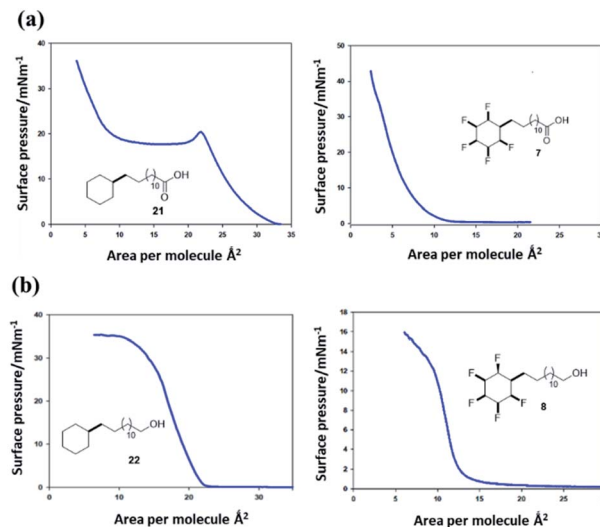 (a)
Surface pressure/mNm⁻¹
40
30
20
10
0
0 5 10 15 20 25 30 35
Area per molecule Å²
(10
OH
O
21
Surface pressure/mNm⁻¹
50
40
30
20
10
0
0 5 10 15 20 25 30
Area per molecule Å²
F
F
F
F
F
(10
OH
O
7
(b)
Surface pressure/mNm⁻¹
40
30
20
10
0
0 10 20 30
Area per molecule Å²
(10
OH
22
Surface pressure/mNm⁻¹
18
16
14
12
10
8
6
4
2
0
0 5 10 15 20 25
Area per molecule Å²
F
F
F
F
F
(10
OH
8